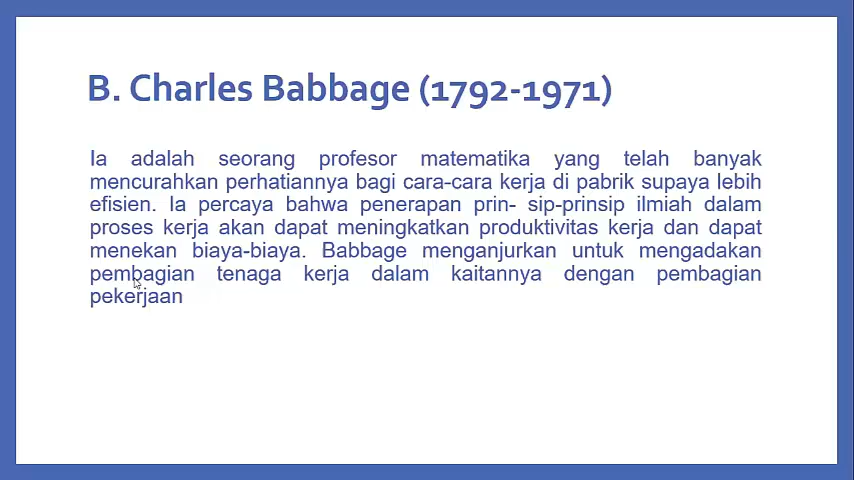 B. Charles Babbage (1792-1971)
Ia adalah seorang profesor matematika yang telah banyak
mencurahkan perhatiannya bagi cara-cara kerja di pabrik supaya lebih
efisien. Ia percaya bahwa penerapan prin- sip-prinsip ilmiah dalam
proses kerja akan dapat meningkatkan produktivitas kerja dan dapat
menekan biaya-biaya. Babbage menganjurkan untuk mengadakan
pembagian tenaga kerja dalam kaitannya dengan pembagian
pekerjaan